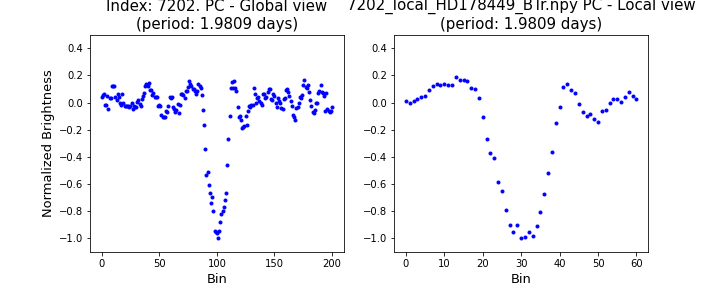 Index: 7202. PC - Global view
(period: 1.9809 days)
7202_local_HD178449_BTr.npy PC - Local view
(period: 1.9809 days)
Normalized Brightness
0.4
0.2
0.0
−0.2
−0.4
−0.6
−0.8
−1.0
0 50 100 150 200
Bin
0.4
0.2
0.0
−0.2
−0.4
−0.6
−0.8
−1.0
0 10 20 30 40 50 60
Bin